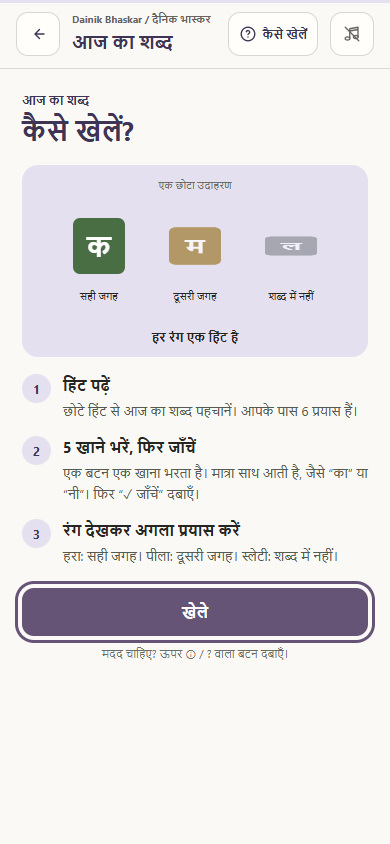 Dainik Bhaskar / दैनिक भास्कर
आज का शब्द
कैसे खेलें
आज का शब्द
कैसे खेलें?
एक छोटा उदाहरण
क म ल
सही जगह दूसरी जगह शब्द में नहीं
हर रंग एक हिंट है
1 हिंट पढ़ें
छोटे हिंट से आज का शब्द पहचानें। आपके पास 6 प्रयास हैं।
2 5 खाने भरें, फिर जाँचें
एक बटन एक खाना भरता है। मात्रा साथ आती है, जैसे “का” या
“नी”। फिर “✓ जाँचें” दबाएँ।
3 रंग देखकर अगला प्रयास करें
हरा: सही जगह। पीला: दूसरी जगह। स्लेटी: शब्द में नहीं।
खेले
मदद चाहिए? ऊपर ⓘ / ? वाला बटन दबाएँ।